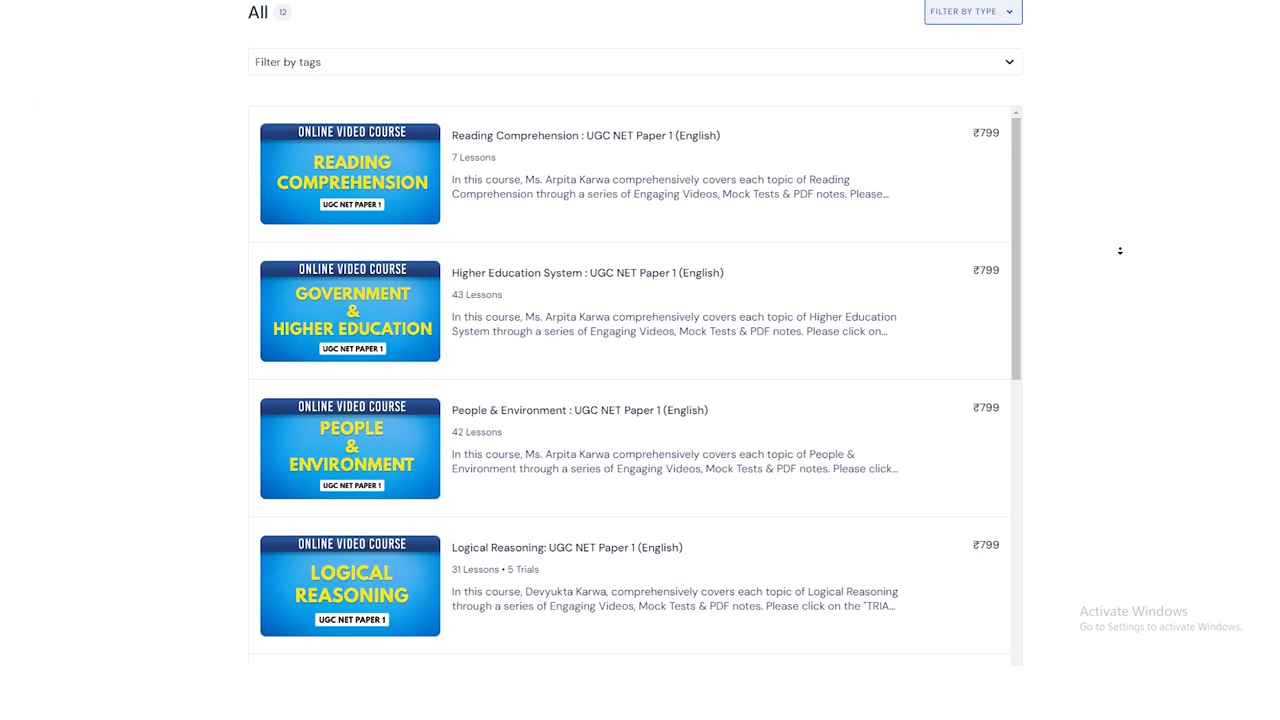 All 12
FILTER BY TYPE
Filter by tags
ONLINE VIDEO COURSE
READING
COMPREHENSION
UGC NET PAPER 1
Reading Comprehension : UGC NET Paper 1 (English)
₹799
7 Lessons
In this course, Ms. Arpita Karwa comprehensively covers each topic of Reading
Comprehension through a series of Engaging Videos, Mock Tests & PDF notes. Please...
ONLINE VIDEO COURSE
GOVERNMENT
&
HIGHER EDUCATION
UGC NET PAPER 1
Higher Education System : UGC NET Paper 1 (English)
₹799
43 Lessons
In this course, Ms. Arpita Karwa comprehensively covers each topic of Higher Education
System through a series of Engaging Videos, Mock Tests & PDF notes. Please click on...
ONLINE VIDEO COURSE
PEOPLE
&
ENVIRONMENT
UGC NET PAPER 1
People & Environment : UGC NET Paper 1 (English)
₹799
42 Lessons
In this course, Ms. Arpita Karwa comprehensively covers each topic of People &
Environment through a series of Engaging Videos, Mock Tests & PDF notes. Please click...
ONLINE VIDEO COURSE
LOGICAL
REASONING
UGC NET PAPER 1
Logical Reasoning: UGC NET Paper 1 (English)
₹799
31 Lessons • 5 Trials
In this course, Devyukta Karwa, comprehensively covers each topic of Logical Reasoning
through a series of Engaging Videos, Mock Tests & PDF notes. Please click on the "TRIA...
Activate Windows
Go to Settings to activate Windows.